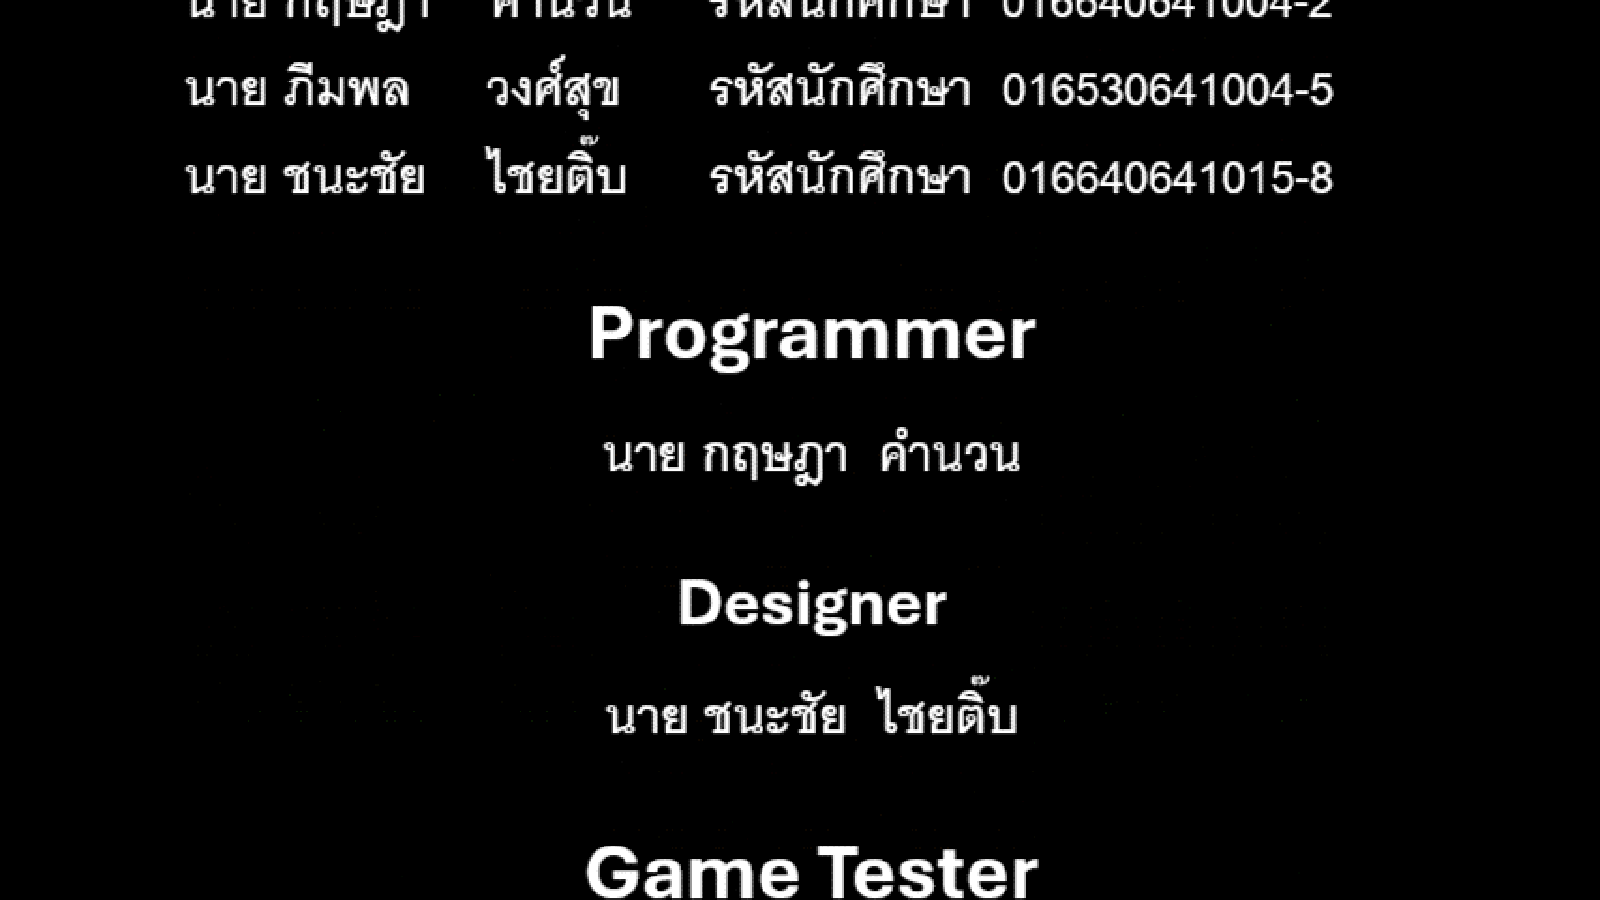 นาย กฤษฎา คำนวน รหัสนักศึกษา 016640641004-2
นาย ภีมพล วงศ์สุข รหัสนักศึกษา 016530641004-5
นาย ชนะชัย ไชยติ๊บ รหัสนักศึกษา 016640641015-8
Programmer
นาย กฤษฎา คำนวน
Designer
นาย ชนะชัย ไชยติ๊บ
Game Tester